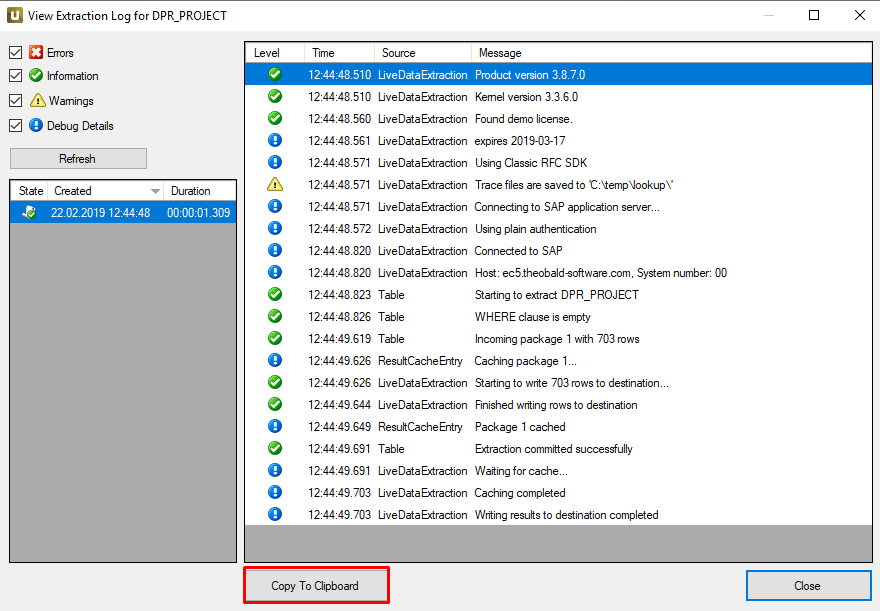 View Extraction Log for DPR_PROJECT
Errors
Information
Warnings
Debug Details
Refresh
State Created Duration
22.02.2019 12:44:48 00:00:01.309
Level Time Source Message
12:44:48.510 LiveDataExtraction Product version 3.8.7.0
12:44:48.510 LiveDataExtraction Kernel version 3.3.6.0
12:44:48.560 LiveDataExtraction Found demo license.
12:44:48.561 LiveDataExtraction expires 2019-03-17
12:44:48.571 LiveDataExtraction Using Classic RFC SDK
12:44:48.571 LiveDataExtraction Trace files are saved to 'C:\temp\lookup\'
12:44:48.571 LiveDataExtraction Connecting to SAP application server...
12:44:48.572 LiveDataExtraction Using plain authentication
12:44:48.820 LiveDataExtraction Connected to SAP
12:44:48.820 LiveDataExtraction Host: ec5.theobald-software.com, System number: 00
12:44:48.823 Table Starting to extract DPR_PROJECT
12:44:48.826 Table WHERE clause is empty
12:44:49.619 Table Incoming package 1 with 703 rows
12:44:49.626 ResultCacheEntry Caching package 1...
12:44:49.626 LiveDataExtraction Starting to write 703 rows to destination...
12:44:49.644 LiveDataExtraction Finished writing rows to destination
12:44:49.649 ResultCacheEntry Package 1 cached
12:44:49.691 Table Extraction committed successfully
12:44:49.691 LiveDataExtraction Waiting for cache...
12:44:49.703 LiveDataExtraction Caching completed
12:44:49.703 LiveDataExtraction Writing results to destination completed
Copy To Clipboard
Close